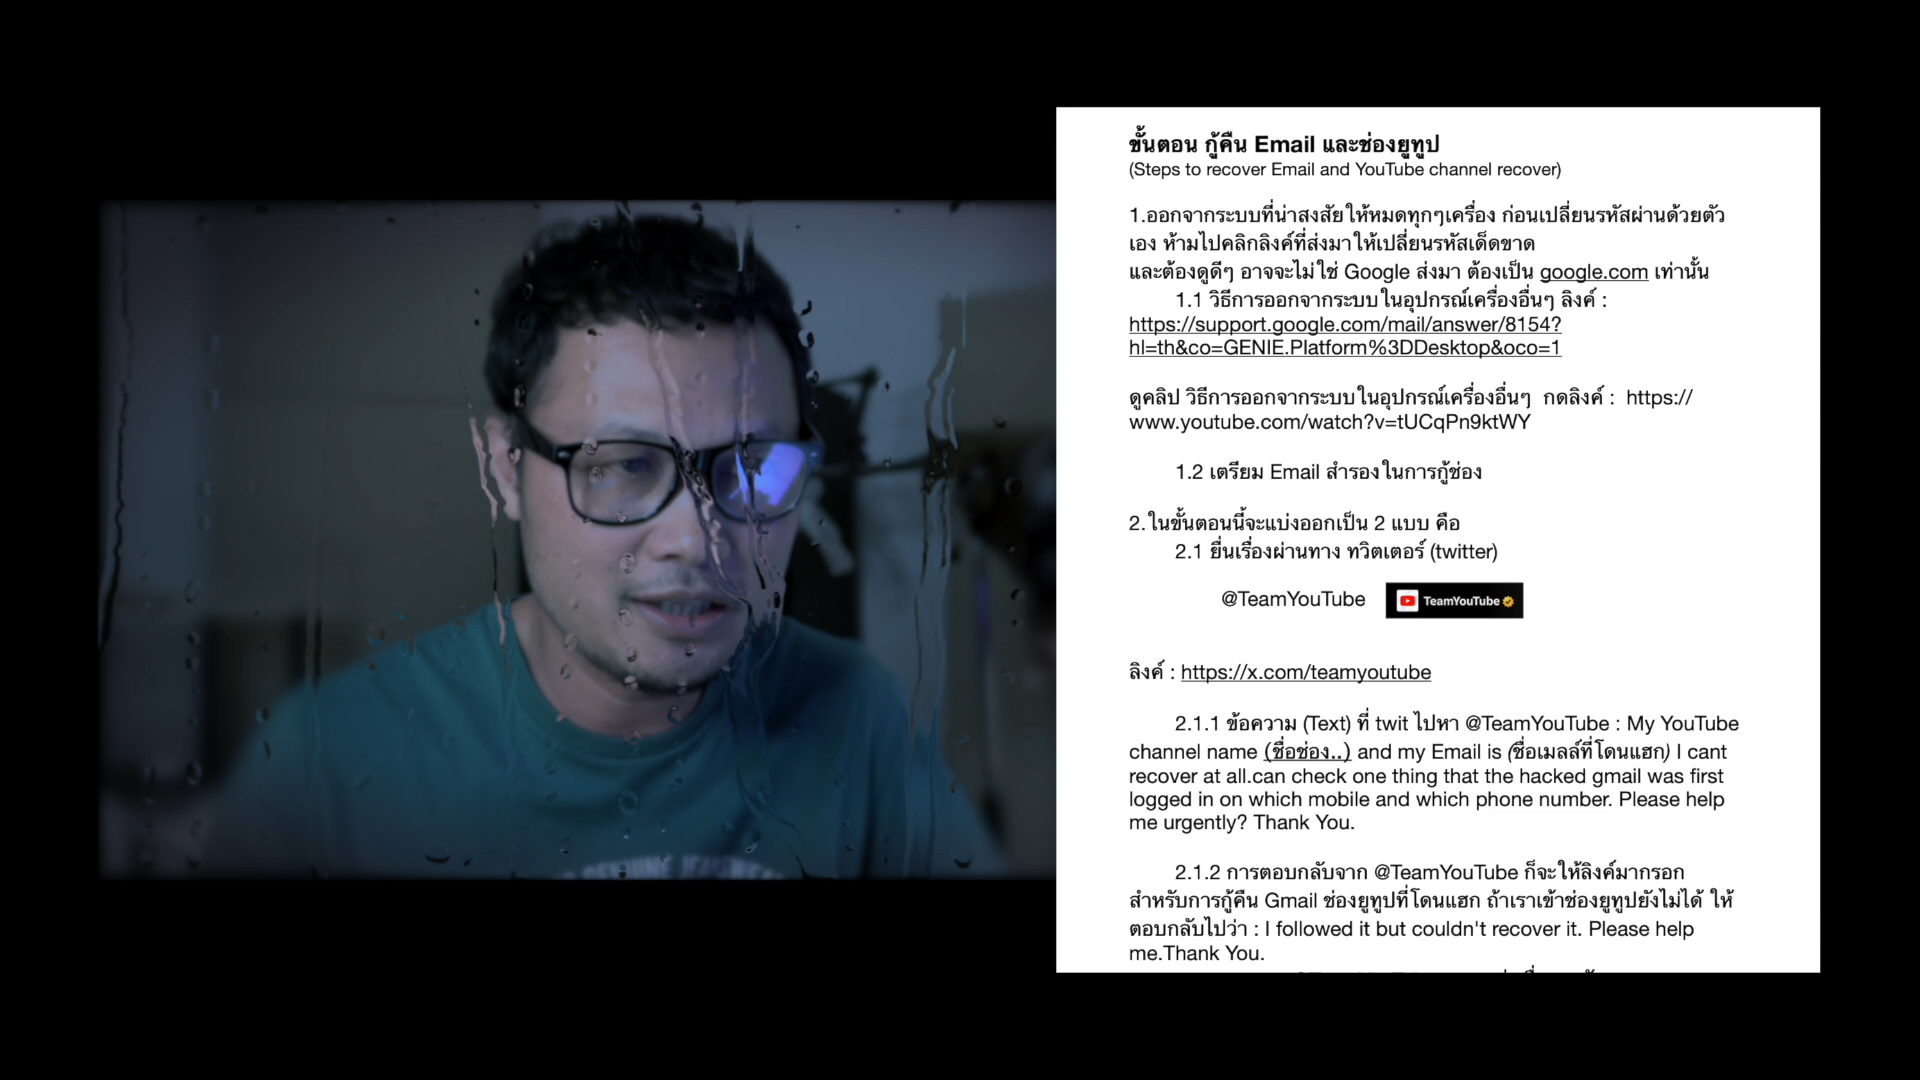 ขั้นตอน กู้คืน Email และช่องยูทูป
(Steps to recover Email and YouTube channel recover)
1.ออกจากระบบที่น่าสงสัยให้หมดทุกๆเครื่อง ก่อนเปลี่ยนรหัสผ่านด้วยตัว
เอง ห้ามไปคลิกลิงค์ที่ส่งมาให้เปลี่ยนรหัสเด็ดขาด
และต้องดูดีๆ อาจจะไม่ใช่ Google ส่งมา ต้องเป็น google.com เท่านั้น
1.1 วิธีการออกจากระบบในอุปกรณ์เครื่องอื่นๆ ลิงค์ :
https://support.google.com/mail/answer/8154?
hl=th&co=GENIE.Platform%3DDesktop&oco=1
ดูคลิป วิธีการออกจากระบบในอุปกรณ์เครื่องอื่นๆ กดลิงค์ : https://
www.youtube.com/watch?v=tUCqPn9ktWY
1.2 เตรียม Email สำรองในการกู้ช่อง
2.ในขั้นตอนนี้จะแบ่งออกเป็น 2 แบบ คือ
2.1 ยื่นเรื่องผ่านทาง ทวิตเตอร์ (twitter)
@TeamYouTube TeamYouTube
ลิงค์ : https://x.com/teamyoutube
2.1.1 ข้อความ (Text) ที่ twit ไปหา @TeamYouTube : My YouTube
channel name (ชื่อช่อง..) and my Email is (ชื่อเมลล์ที่โดนแฮก) I cant
recover at all.can check one thing that the hacked gmail was first
logged in on which mobile and which phone number. Please help
me urgently? Thank You.
2.1.2 การตอบกลับจาก @TeamYouTube ก็จะให้ลิงค์มากรอก
สำหรับการกู้คืน Gmail ช่องยูทูปที่โดนแฮก ถ้าเราเข้าช่องยูทูปยังไม่ได้ ให้
ตอบกลับไปว่า : I followed it but couldn't recover it. Please help
me.Thank You.